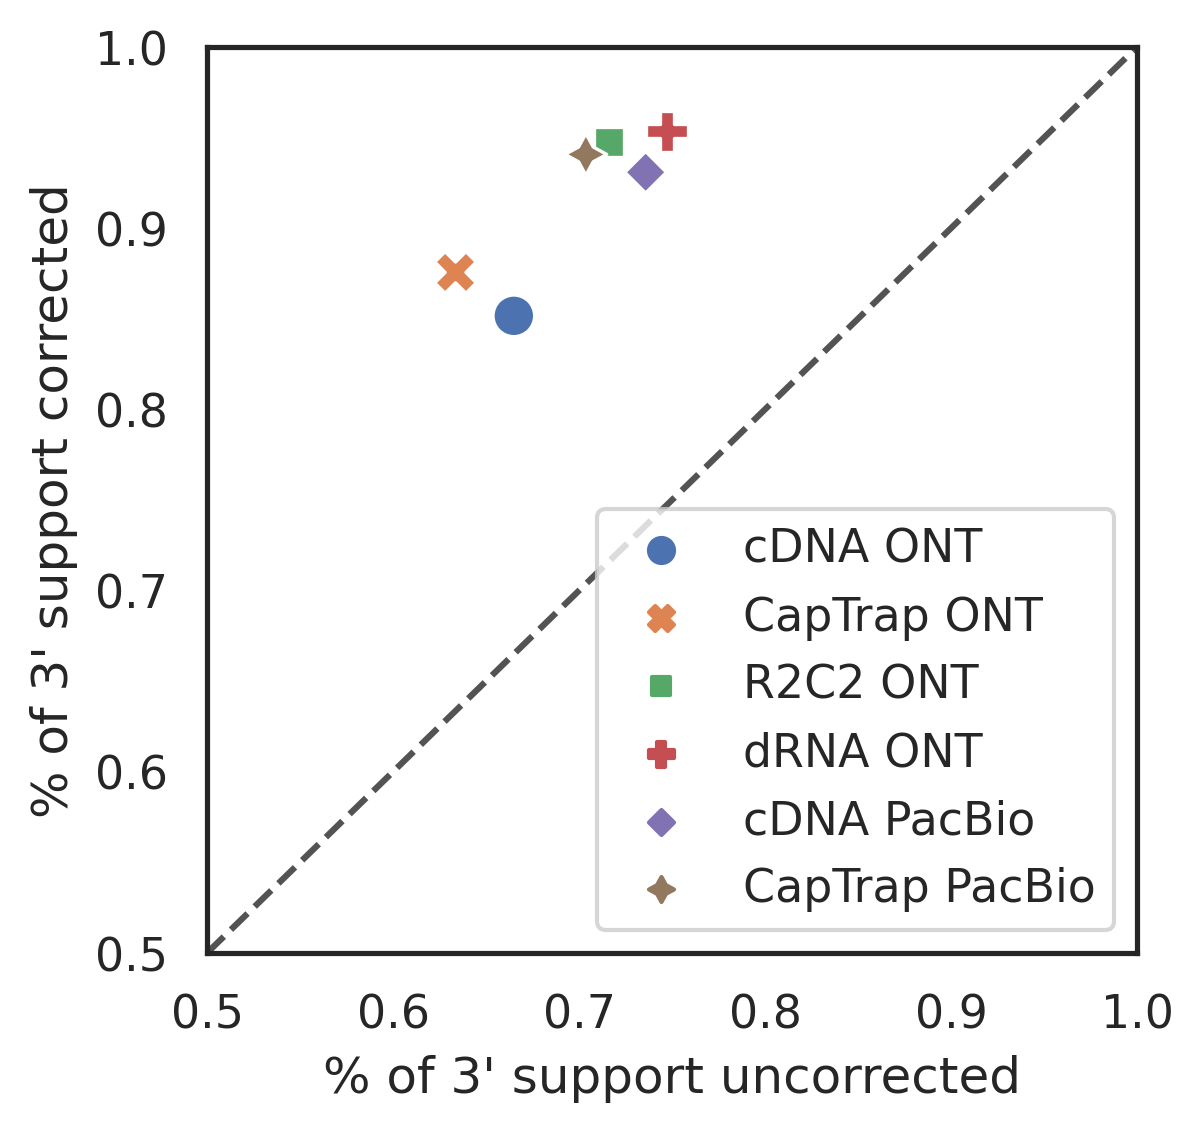 1.0
0.9
0.8
0.7
0.6
0.5
% of 3' support corrected
cDNA ONT
CapTrap ONT
R2C2 ONT
dRNA ONT
cDNA PacBio
CapTrap PacBio
0.5 0.6 0.7 0.8 0.9 1.0
% of 3' support uncorrected